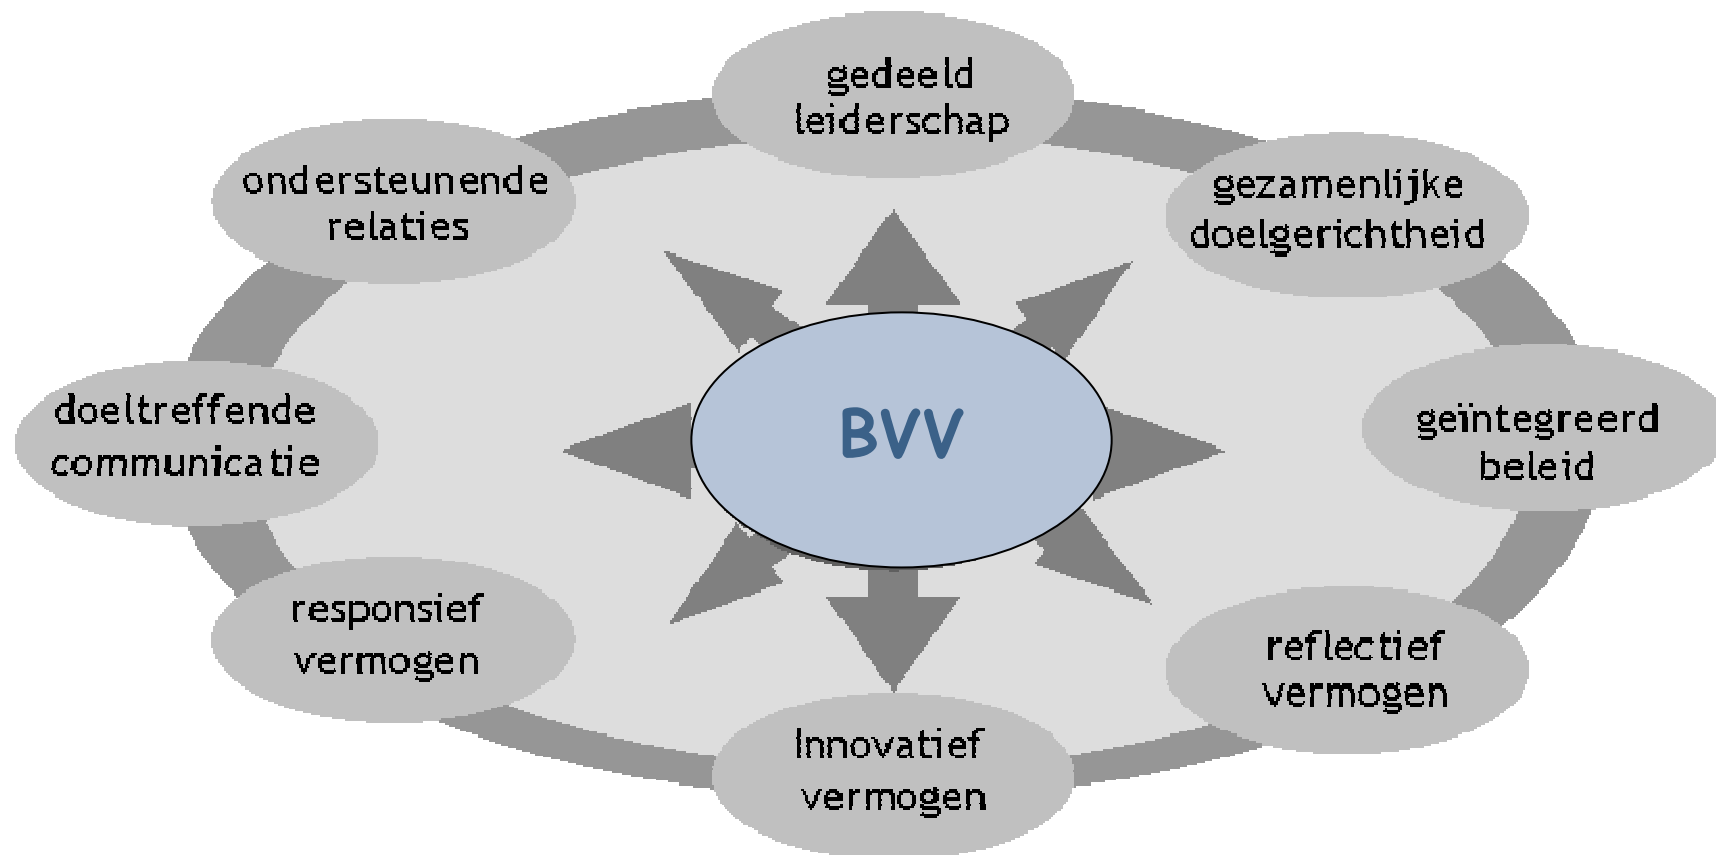 gedeeld
leiderschap
ondersteunende
relaties
gezamenlijke
doelgerichtheid
doeltreffende
communicatie
BVV
geïntegreerd
beleid
responsief
vermogen
reflectief
vermogen
Innovatief
vermogen